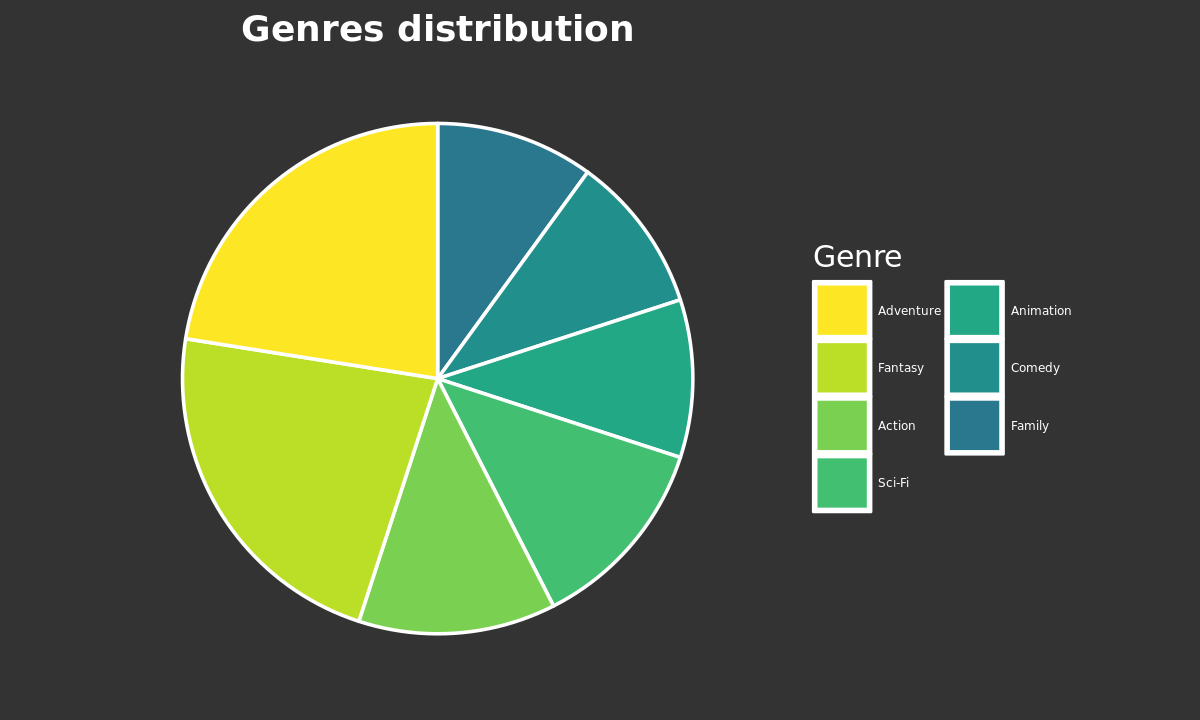 Genres distribution
Genre
Adventure
Fantasy
Action
Sci-Fi
Animation
Comedy
Family